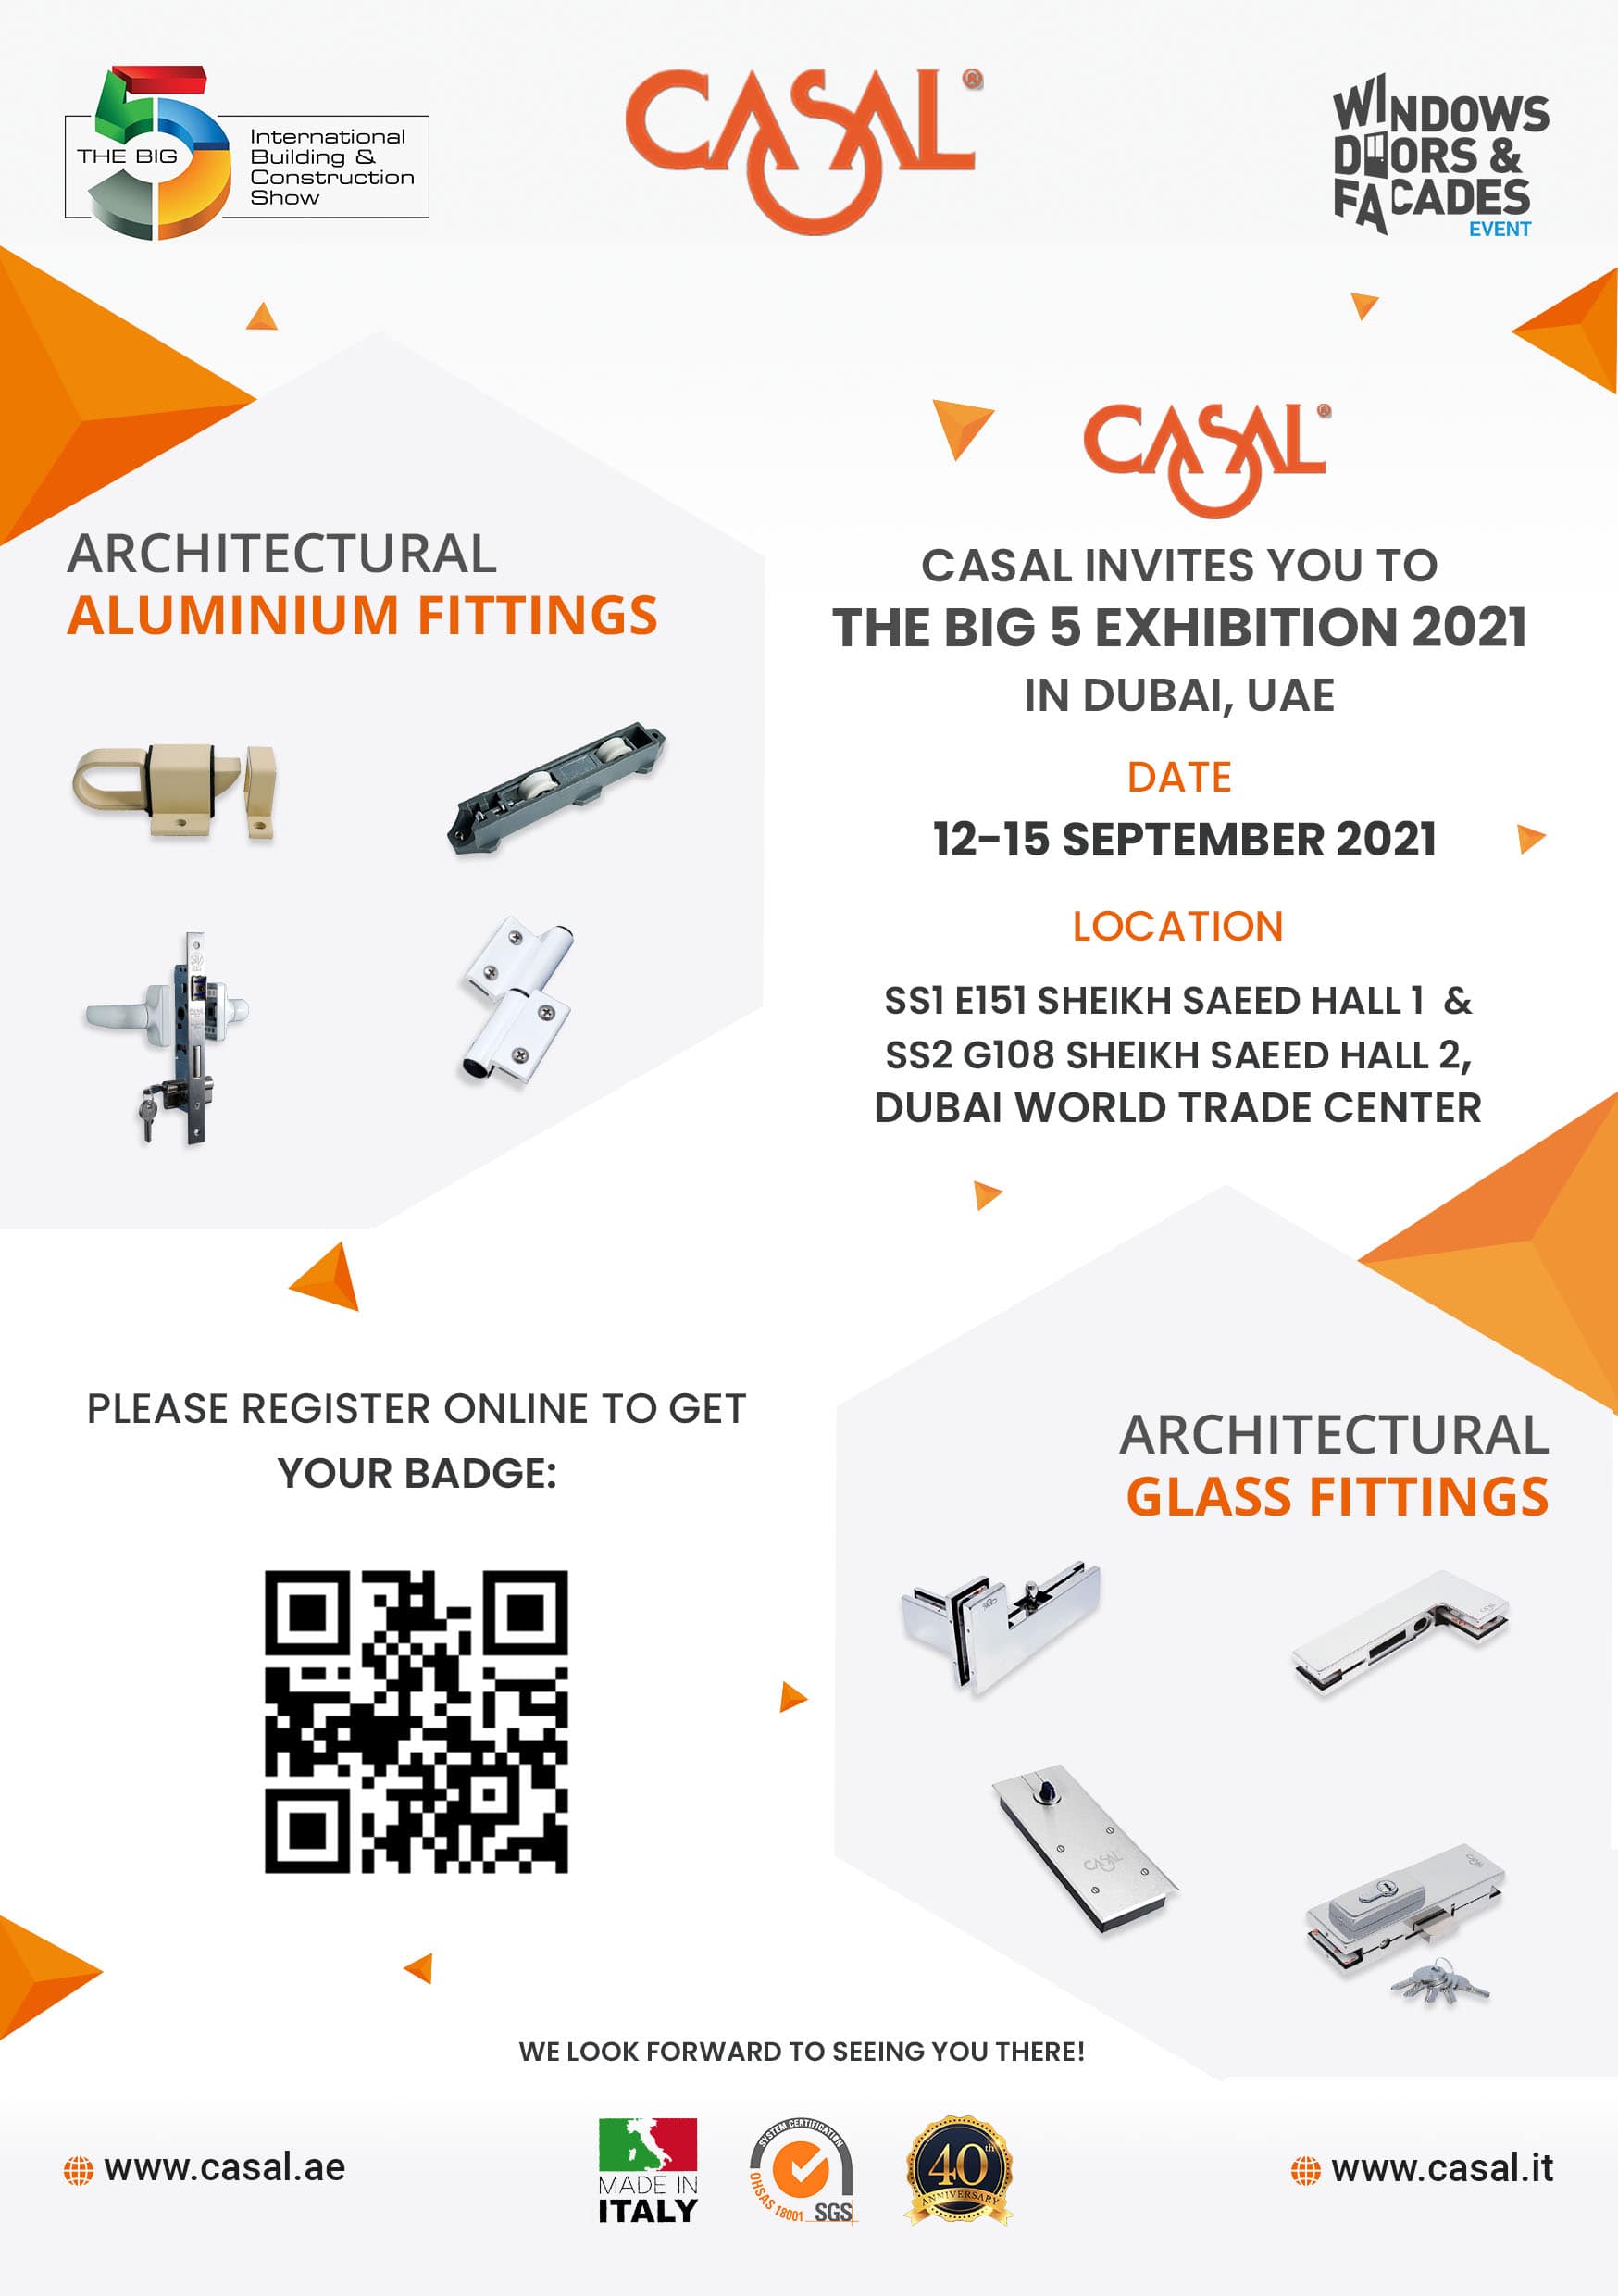 THE BIG 5
International
Building &
Construction
Show
CASAL®
WINDOWS
DOORS &
FACADES
EVENT
CASAL®
ARCHITECTURAL
ALUMINIUM FITTINGS
CASAL INVITES YOU TO
THE BIG 5 EXHIBITION 2021
IN DUBAI, UAE
DATE
12-15 SEPTEMBER 2021
LOCATION
SS1 E151 SHEIKH SAEED HALL 1 &
SS2 G108 SHEIKH SAEED HALL 2,
DUBAI WORLD TRADE CENTER
PLEASE REGISTER ONLINE TO GET
YOUR BADGE:
ARCHITECTURAL
GLASS FITTINGS
CASAL
WE LOOK FORWARD TO SEEING YOU THERE!
www.casal.ae
MADE IN
ITALY
SYSTEM CERTIFICATION
OHSAS 18001
SGS
40th
ANNIVERSARY
www.casal.it